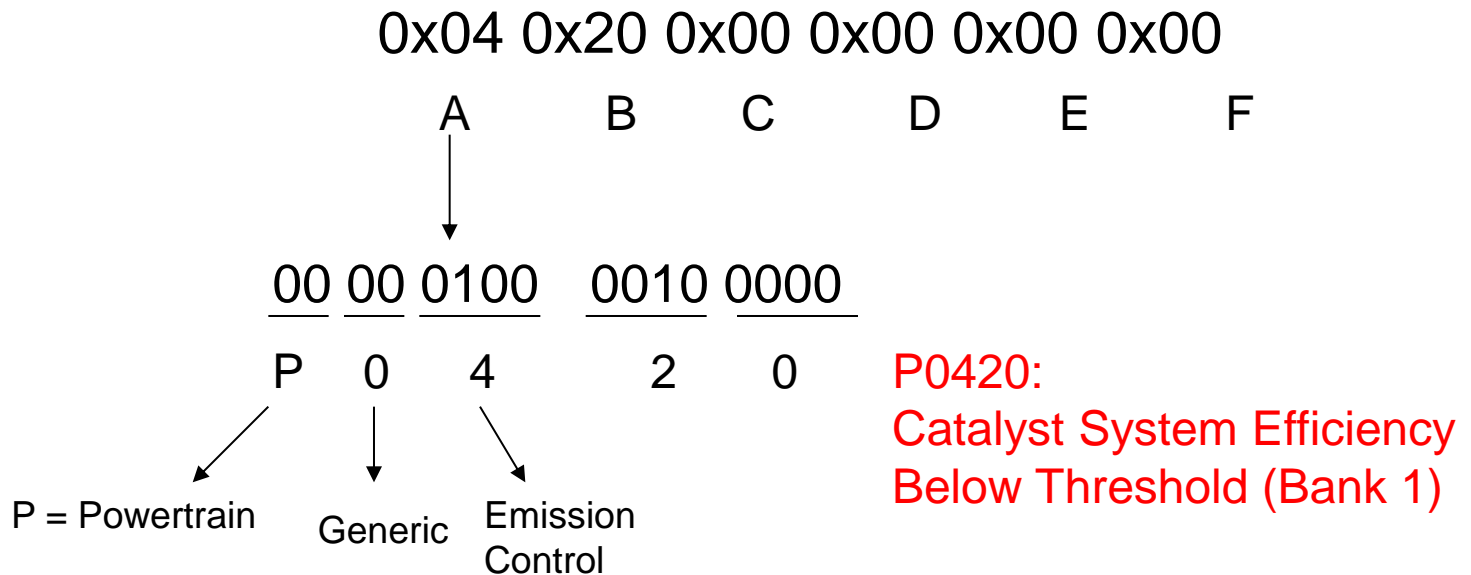 0x04 0x20 0x00 0x00 0x00 0x00
A B C D E F
00 00 0100 0010 0000
P 0 4 2 0
P0420:
Catalyst System Efficiency
Below Threshold (Bank 1)
P = Powertrain
Generic
Emission
Control